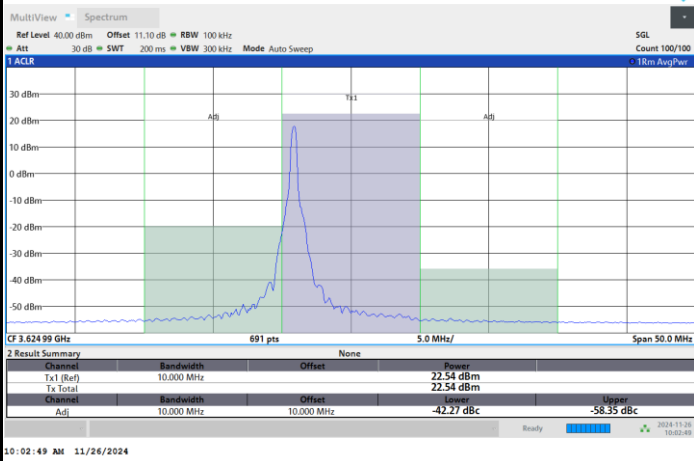 MultiView Spectrum
Ref Level 40.00 dBm Offset 11.10 dB RBW 100 kHz SGL
Att 30 dB SWT 200 ms VBW 300 kHz Mode Auto Sweep Count 100/100
1 ACLR 1Rm AvgPwr
30 dBm
Tx1
20 dBm
Adj Adj
10 dBm
0 dBm
-10 dBm
-20 dBm
-30 dBm
-40 dBm
-50 dBm
CF 3.624 99 GHz 691 pts 5.0 MHz/ Span 50.0 MHz
2 Result Summary None
Channel Bandwidth Offset Power
Tx1 (Ref) 10.000 MHz 22.54 dBm
Tx Total 22.54 dBm
Channel Bandwidth Offset Lower Upper
Adj 10.000 MHz 10.000 MHz -42.27 dBc -58.35 dBc
Ready 2024-11-26
10:02:49
10:02:49 AM 11/26/2024